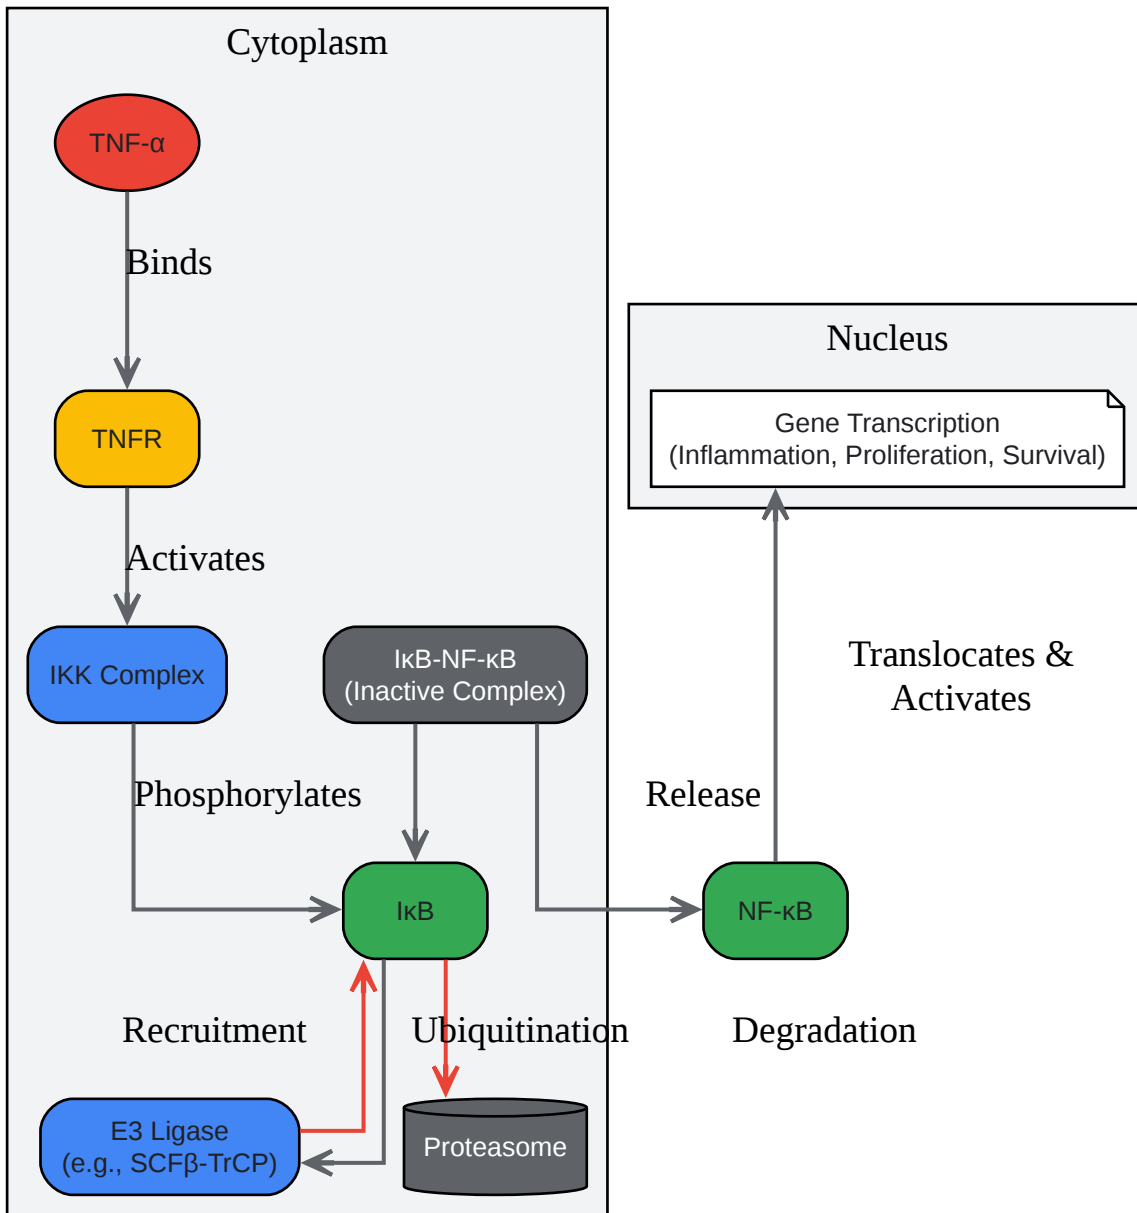 Cytoplasm
TNF-α
Binds
Nucleus
Gene Transcription
(Inflammation, Proliferation, Survival)
TNFR
Activates
IKK Complex
IκB-NF-κB
(Inactive Complex)
Translocates &
Activates
Phosphorylates
Release
IκB
NF-κB
Recruitment
Ubiquitination
Degradation
E3 Ligase
(e.g., SCFβ-TrCP)
Proteasome